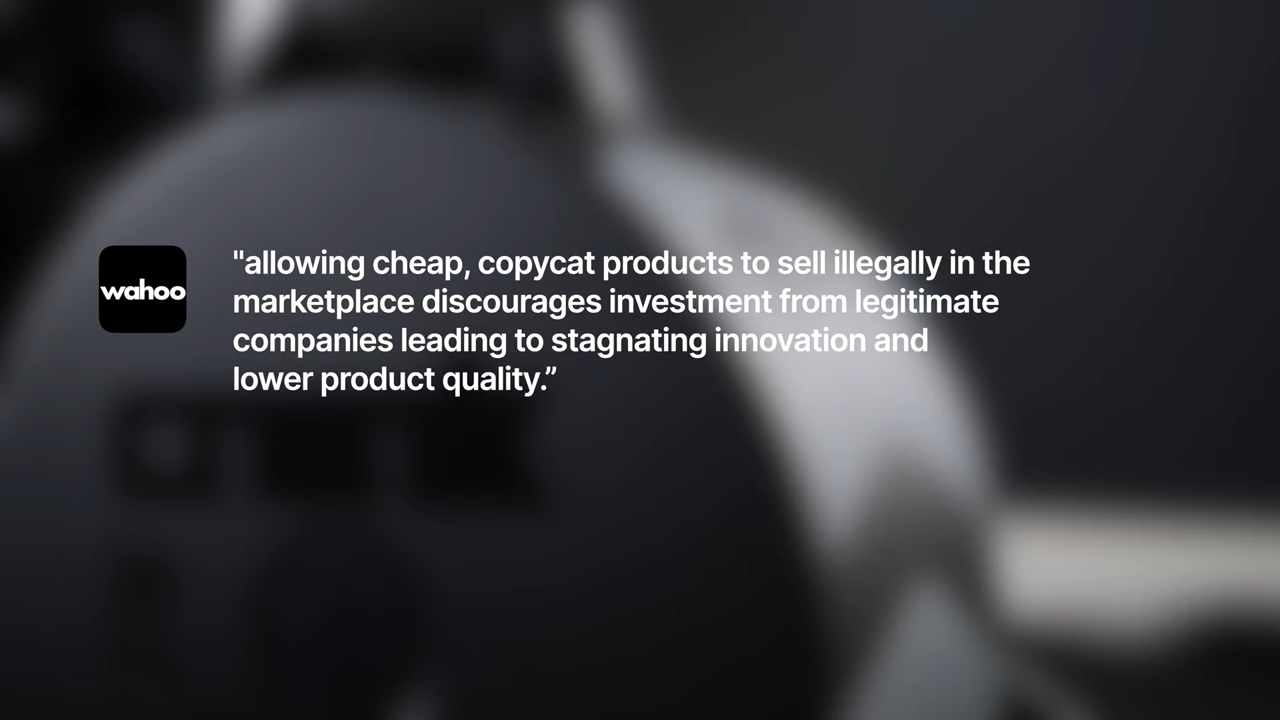 wahoo
"allowing cheap, copycat products to sell illegally in the
marketplace discourages investment from legitimate
companies leading to stagnating innovation and
lower product quality.”